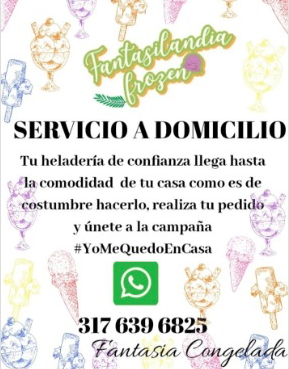 Fantasilandia
frozen
SERVICIO A DOMICILIO
Tu heladería de confianza llega hasta
la comodidad de tu casa como es de
costumbre hacerlo, realiza tu pedido
y únete a la campaña
#YoMeQuedoEnCasa
317 639 6825
Fantasia Congelada